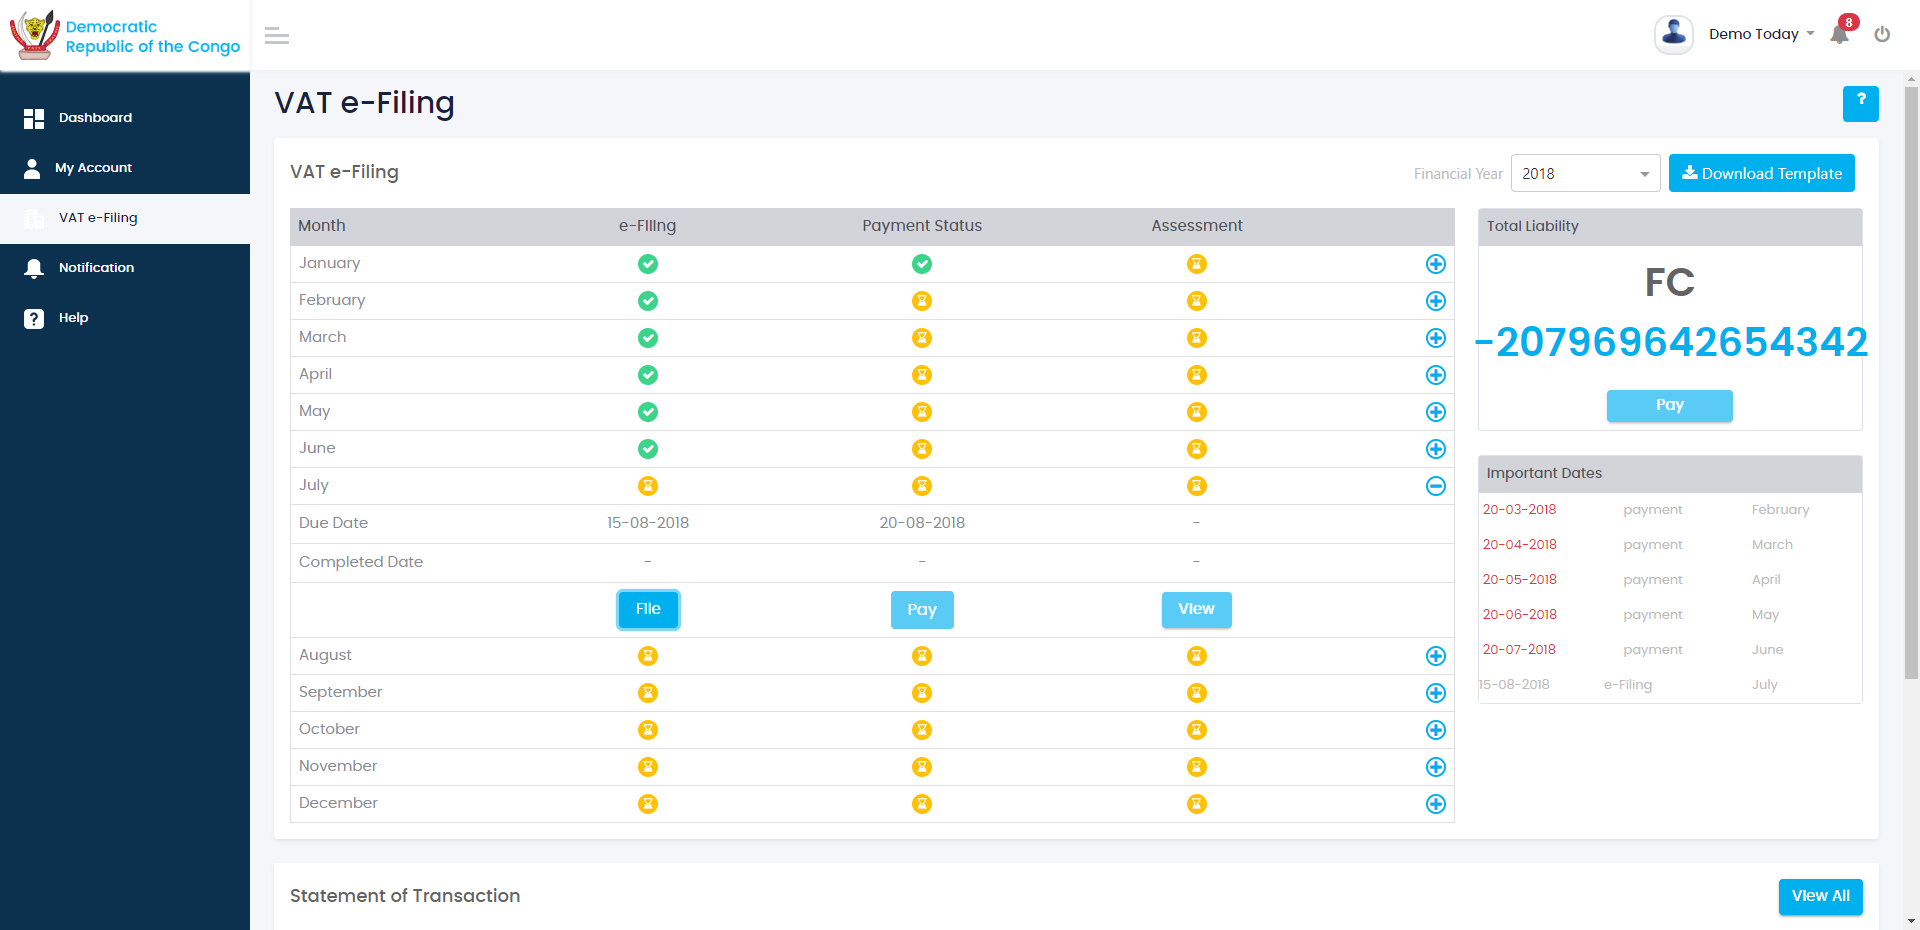 Democratic
Republic of the Congo
Demo Today
8
Dashboard
My Account
VAT e-Filing
Notification
Help
VAT e-Filing
?
VAT e-Filing
Financial Year
2018
Download Template
Month e-Filing Payment Status Assessment
January
February
March
April
May
June
July
Due Date 15-08-2018 20-08-2018 -
Completed Date - - -
File Pay View
August
September
October
November
December
Total Liability
FC
-207969642654342
Pay
Important Dates
20-03-2018 payment February
20-04-2018 payment March
20-05-2018 payment April
20-06-2018 payment May
20-07-2018 payment June
15-08-2018 e-Filing July
Statement of Transaction
View All